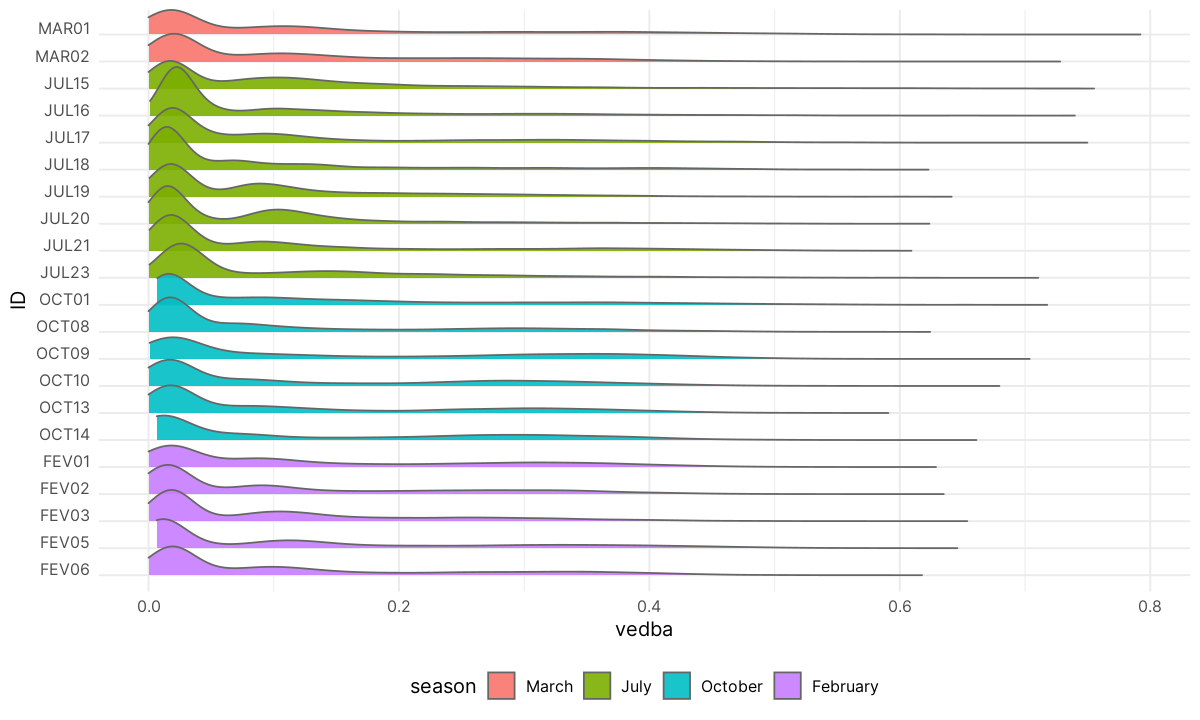 MAR01
MAR02
JUL15
JUL16
JUL17
JUL18
JUL19
JUL20
JUL21
JUL23
OCT01
OCT08
OCT09
OCT10
OCT13
OCT14
FEV01
FEV02
FEV03
FEV05
FEV06
ID
0.0 0.2 0.4 0.6 0.8
vedba
season March July October February